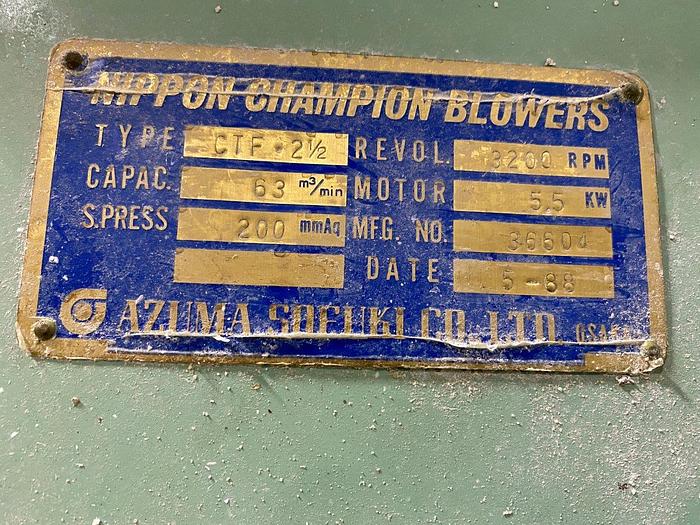 NIPPON CHAMPION BLOWERS
TYPE CTF 2½ REVOL. 3200 RPM
CAPAC. 63 m³/min MOTOR 5.5 KW
S.PRESS 200 mmAq MFG. NO. 36604
DATE 5-88
AZUMA SOFUKI CO. LTD. OSAKA